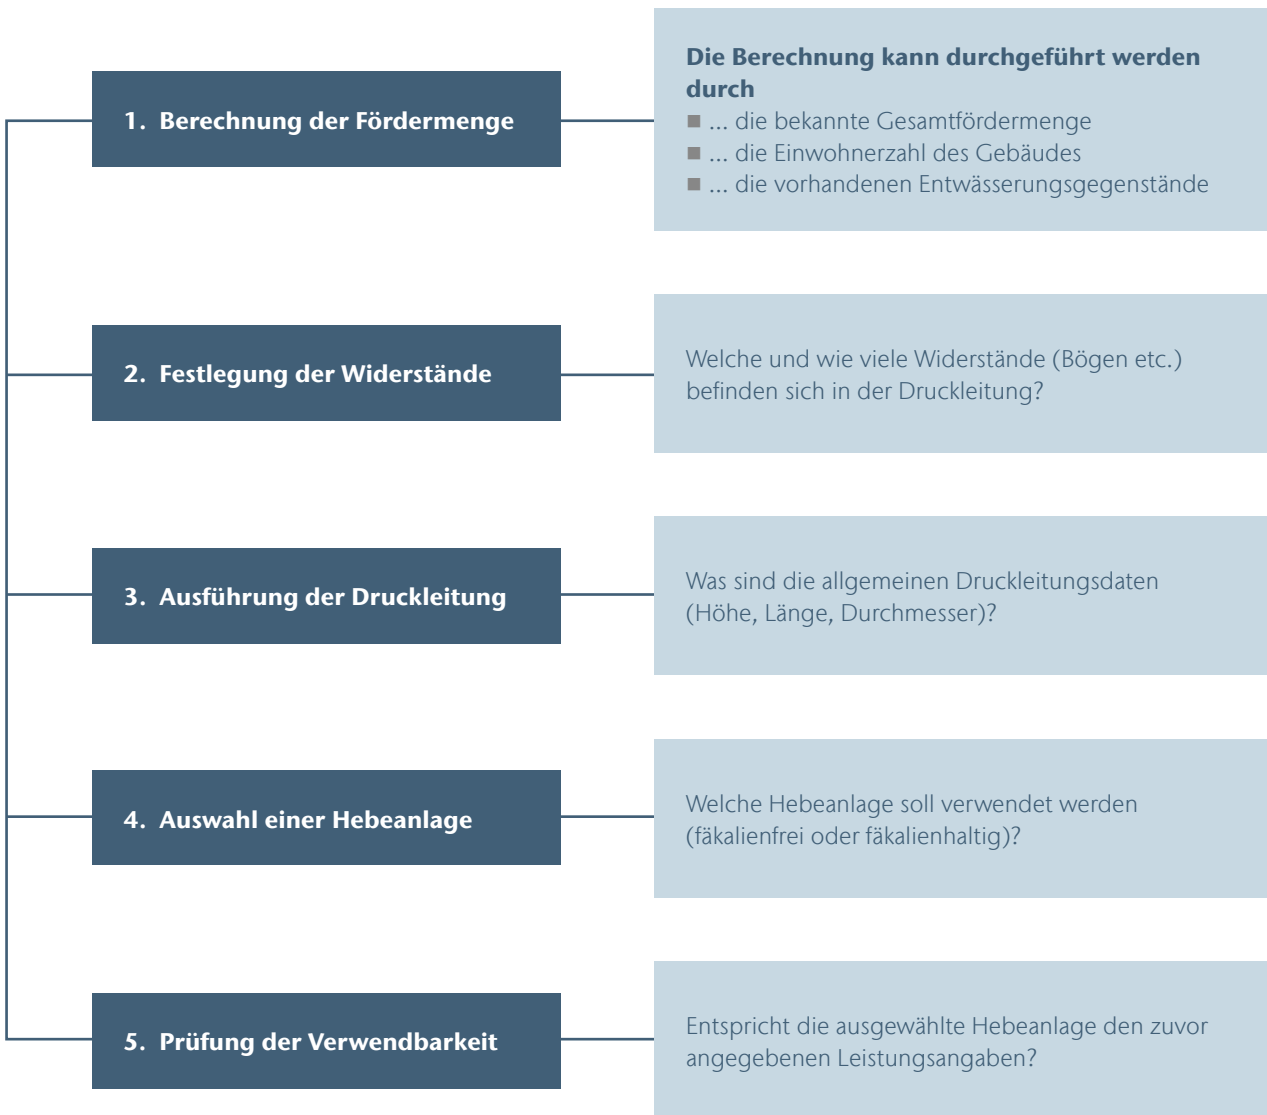 1. Berechnung der Fördermenge
Die Berechnung kann durchgeführt werden
durch
■ ... die bekannte Gesamtfördermenge
■ ... die Einwohnerzahl des Gebäudes
■ ... die vorhandenen Entwässerungsgegenstände
2. Festlegung der Widerstände
Welche und wie viele Widerstände (Bögen etc.)
befinden sich in der Druckleitung?
3. Ausführung der Druckleitung
Was sind die allgemeinen Druckleitungsdaten
(Höhe, Länge, Durchmesser)?
4. Auswahl einer Hebeanlage
Welche Hebeanlage soll verwendet werden
(fäkalienfrei oder fäkalienhaltig)?
5. Prüfung der Verwendbarkeit
Entspricht die ausgewählte Hebeanlage den zuvor
angegebenen Leistungsangaben?